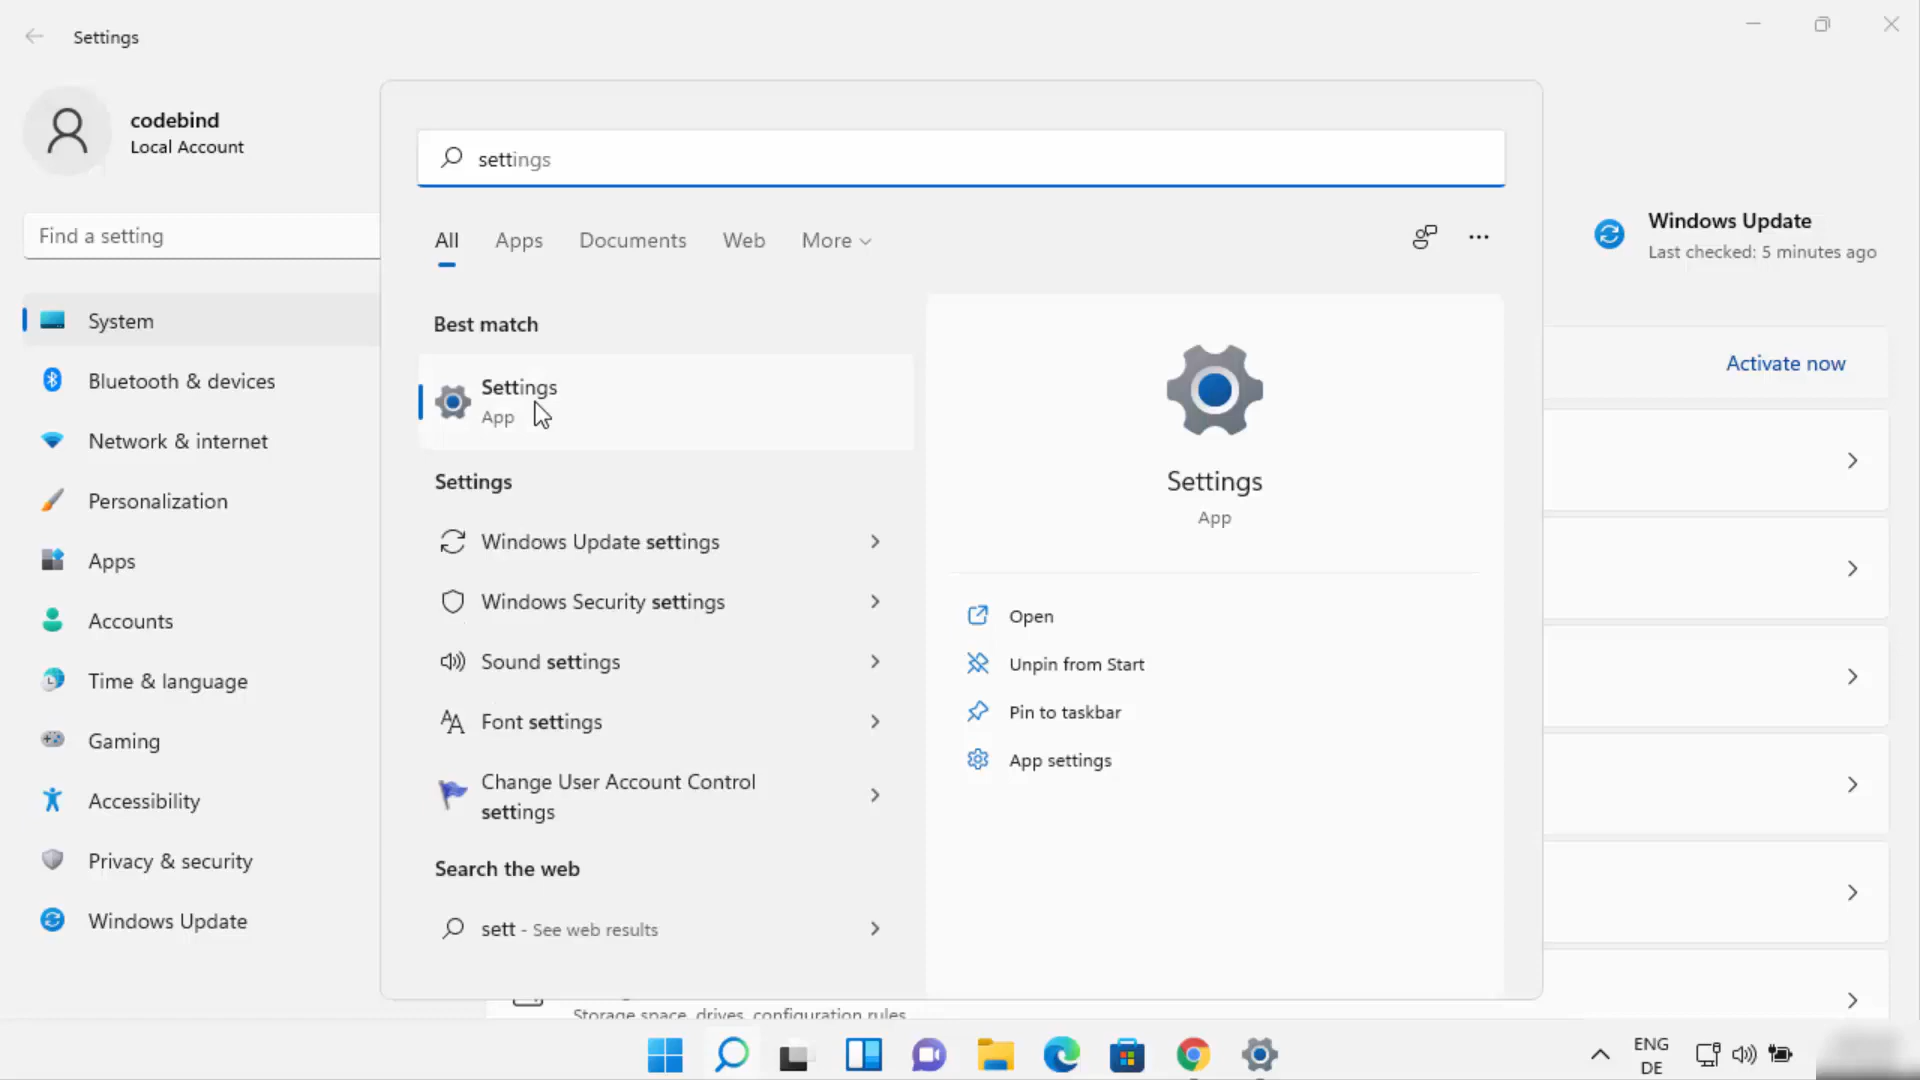 Settings
codebind
Local Account
Find a setting
System
Bluetooth & devices
Network & internet
Personalization
Apps
Accounts
Time & language
Gaming
Accessibility
Privacy & security
Windows Update
settings
All Apps Documents Web More
Best match
Settings
App
Settings
Windows Update settings
Windows Security settings
Sound settings
Font settings
Change User Account Control
settings
Search the web
sett - See web results
Settings
App
Open
Unpin from Start
Pin to taskbar
App settings
Windows Update
Last checked: 5 minutes ago
Activate now
Storage space, drives, configuration rules
ENG
DE